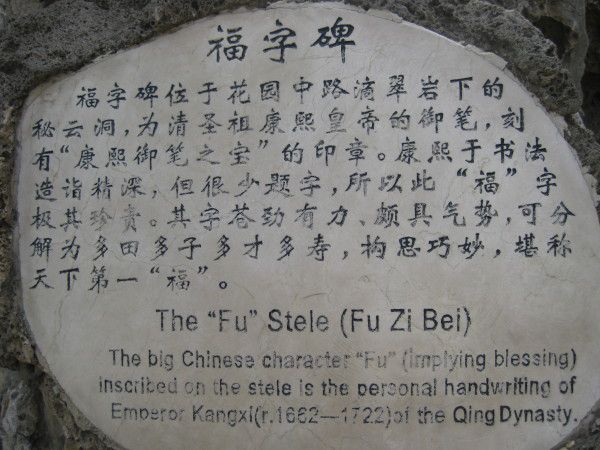 福字碑
福字碑位于花园中路滴翠岩下的
秘云洞，为清圣祖康熙皇帝的御笔，刻
有“康熙御笔之宝”的印章。康熙于书法
造诣精深，但很少题字，所以此“福”字
极其珍贵。其字苍劲有力、颇具气势，可分
解为多田多子多才多寿，构思巧妙，堪称
天下第一“福”。
The “Fu” Stele (Fu Zi Bei)
The big Chinese character “Fu” (implying blessing)
inscribed on the stele is the personal handwriting of
Emperor Kangxi(r.1662—1722)of the Qing Dynasty.